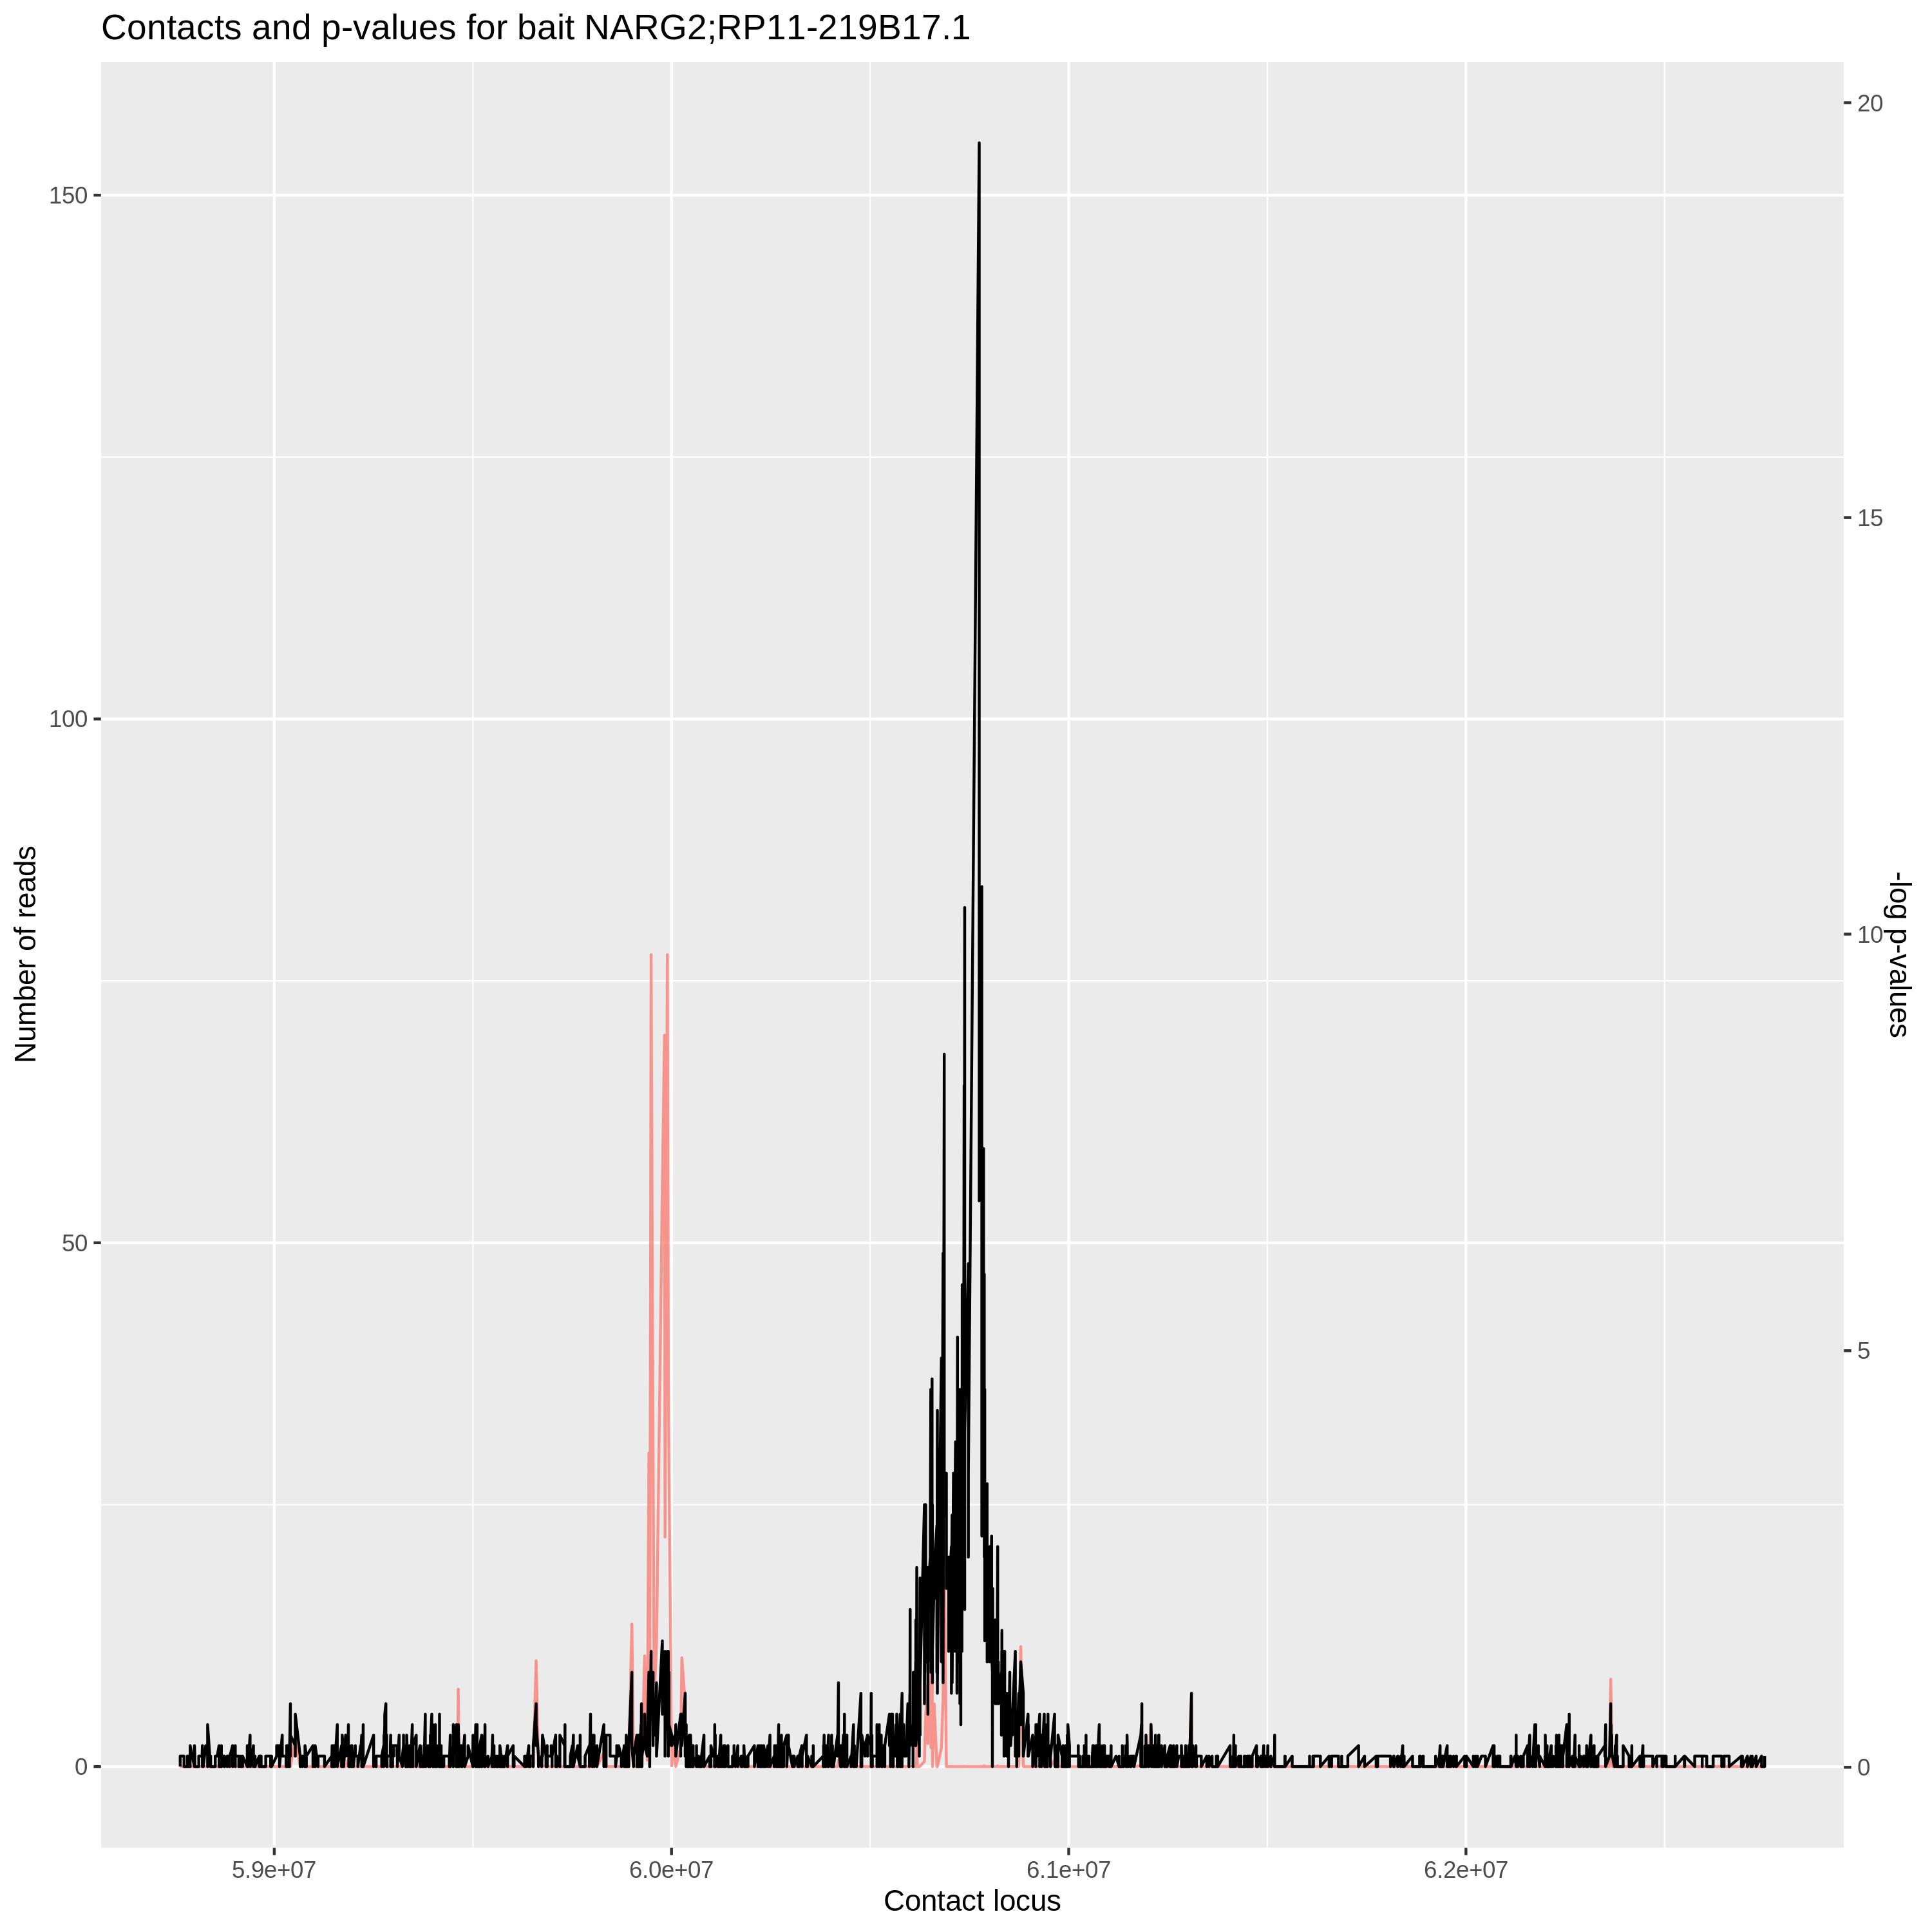 Contacts and p-values for bait NARG2;RP11-219B17.1
150
100
50
0
Number of reads
20
15
10
5
0
-log p-values
5.9e+07
6.0e+07
6.1e+07
6.2e+07
Contact locus